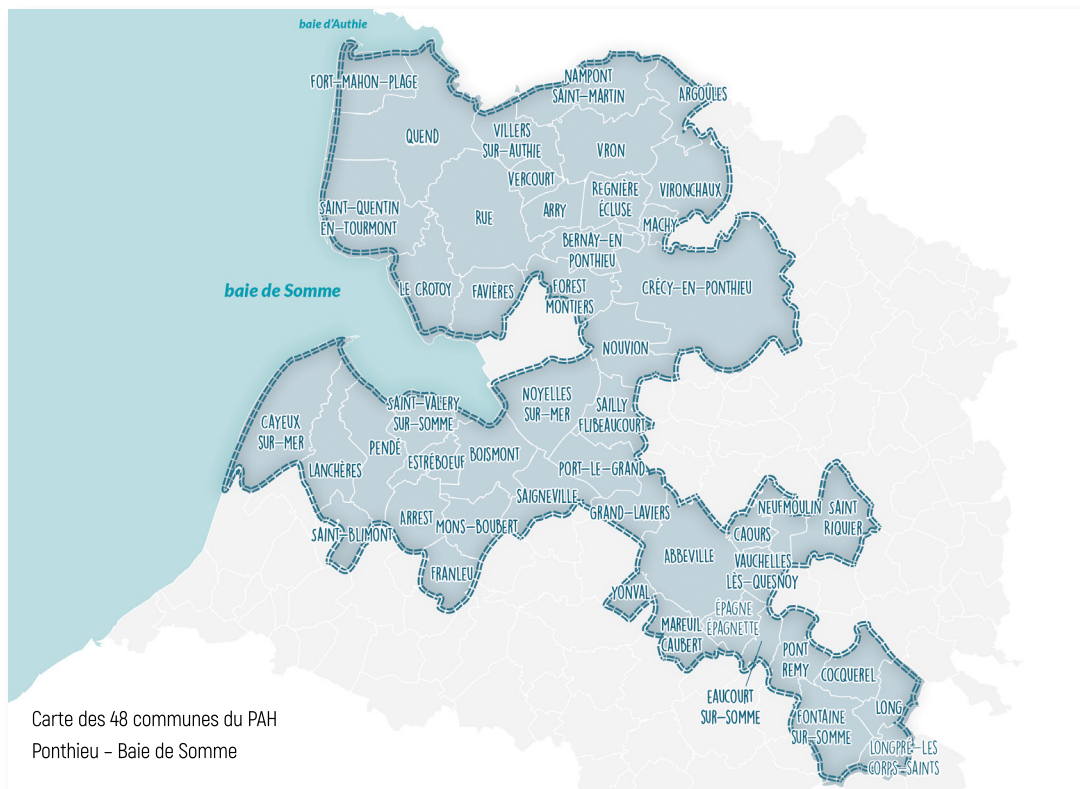 baie d'Authie
FORT–MAHON–PLAGE
NAMPONT
SAINT–MARTIN
ARGOULES
QUEND
VILLERS
SUR–AUTHIE
VRON
VERCOURT
REGNIÈRE
ÉCLUSE
VIRONCHAUX
SAINT–QUENTIN
EN–TOURMONT
RUE
ARRY
MACHY
BERNAY–EN
PONTHIEU
baie de Somme
LE CROTOY
FAVIÈRES
FOREST
MONTIERS
CRÉCY–EN–PONTHIEU
NOUVION
CAYEUX
SUR–MER
SAINT–VALERY
SUR–SOMME
NOYELLES
SUR–MER
SAILLY
FLIBEAUCOURT
LANCHÈRES
PENDÉ
ESTRÉBOEUF
BOISMONT
PORT–LE–GRAND
SAIGNEVILLE
GRAND–LAVIERS
NEUFMOULIN
SAINT
RIQUIER
SAINT–BLIMONT
ARREST
MONS–BOUBERT
CAOURS
ABBEVILLE
VAUCHELLES
LÈS–QUESNOY
FRANLEU
YONVAL
ÉPAGNE
ÉPAGNETTE
MAREUIL
CAUBERT
PONT
REMY
COCQUEREL
EAUCOURT
SUR–SOMME
FONTAINE
SUR–SOMME
LONG
LONGPRÉ–LES
CORPS–SAINTS
Carte des 48 communes du PAH
Ponthieu – Baie de Somme